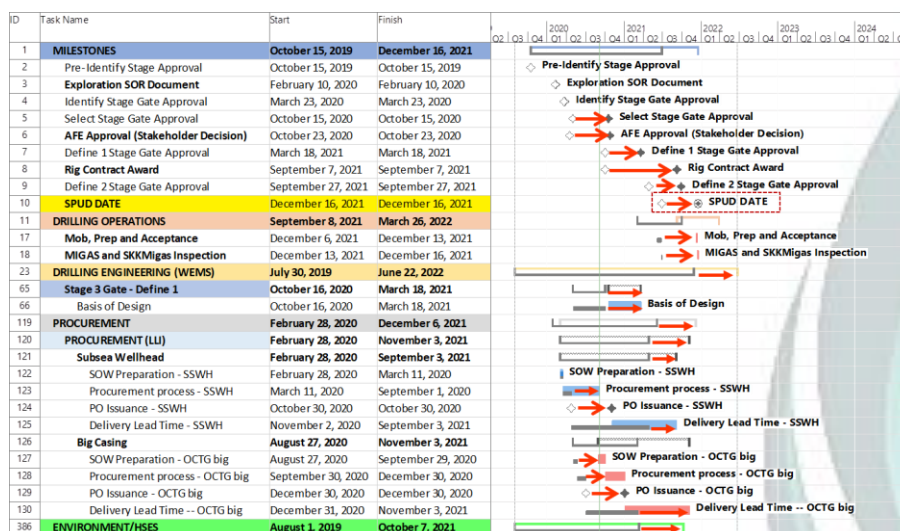 ID Task Name Start Finish 2020 2021 2022 2023 2024
Q2 Q3 Q4 Q1 Q2 Q3 Q4 Q1 Q2 Q3 Q4 Q1 Q2 Q3 Q4 Q1 Q2 Q3 Q4 Q1 Q2
1 MILESTONES October 15, 2019 December 16, 2021
2 Pre-Identify Stage Approval October 15, 2019 October 15, 2019 Pre-Identify Stage Approval
3 Exploration SOR Document February 10, 2020 February 10, 2020 Exploration SOR Document
4 Identify Stage Gate Approval March 23, 2020 March 23, 2020 Identify Stage Gate Approval
5 Select Stage Gate Approval October 15, 2020 October 15, 2020 Select Stage Gate Approval
6 AFE Approval (Stakeholder Decision) October 23, 2020 October 23, 2020 AFE Approval (Stakeholder Decision)
7 Define 1 Stage Gate Approval March 18, 2021 March 18, 2021 Define 1 Stage Gate Approval
8 Rig Contract Award September 7, 2021 September 7, 2021 Rig Contract Award
9 Define 2 Stage Gate Approval September 27, 2021 September 27, 2021 Define 2 Stage Gate Approval
10 SPUD DATE December 16, 2021 December 16, 2021 SPUD DATE
11 DRILLING OPERATIONS September 8, 2021 March 26, 2022
17 Mob, Prep and Acceptance December 6, 2021 December 13, 2021 Mob, Prep and Acceptance
18 MIGAS and SKKMigas Inspection December 13, 2021 December 16, 2021 MIGAS and SKKMigas Inspection
23 DRILLING ENGINEERING (WEMS) July 30, 2019 June 22, 2022
65 Stage 3 Gate - Define 1 October 16, 2020 March 18, 2021
66 Basis of Design October 16, 2020 March 18, 2021 Basis of Design
119 PROCUREMENT February 28, 2020 December 6, 2021
120 PROCUREMENT (LLI) February 28, 2020 November 3, 2021
121 Subsea Wellhead February 28, 2020 September 3, 2021
122 SOW Preparation - SSWH February 28, 2020 March 11, 2020 SOW Preparation - SSWH
123 Procurement process - SSWH March 11, 2020 September 1, 2020 Procurement process - SSWH
124 PO Issuance - SSWH October 30, 2020 October 30, 2020 PO Issuance - SSWH
125 Delivery Lead Time - SSWH November 2, 2020 September 3, 2021 Delivery Lead Time - SSWH
126 Big Casing August 27, 2020 November 3, 2021
127 SOW Preparation - OCTG big August 27, 2020 September 29, 2020 SOW Preparation - OCTG big
128 Procurement process - OCTG big September 30, 2020 December 30, 2020 Procurement process - OCTG big
129 PO Issuance - OCTG big December 30, 2020 December 30, 2020 PO Issuance - OCTG big
130 Delivery Lead Time -- OCTG big December 31, 2020 November 3, 2021 Delivery Lead Time -- OCTG big
386 ENVIRONMENT/HSES August 1, 2019 October 7, 2021